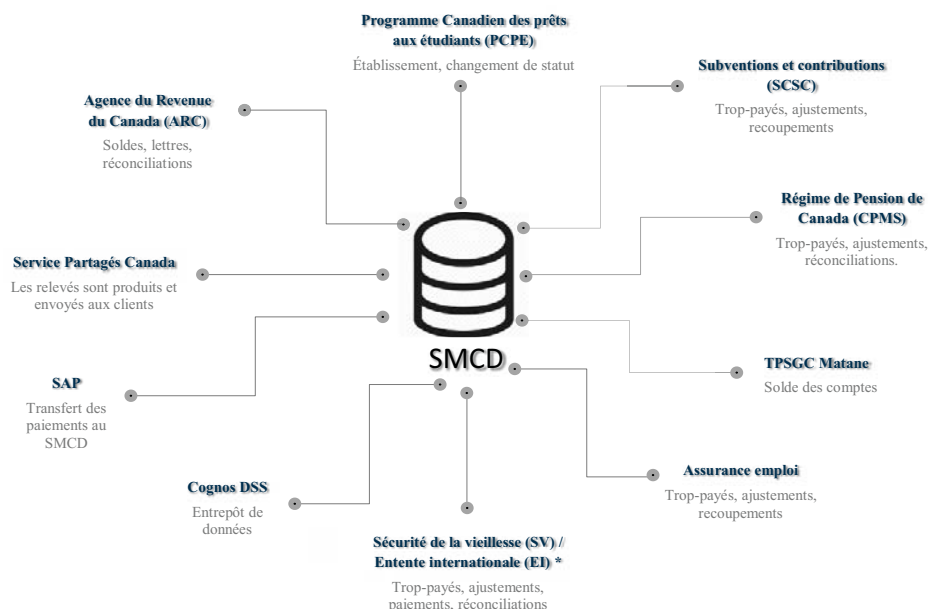 Programme Canadien des prêts
aux étudiants (PCPE)
Établissement, changement de statut
Subventions et contributions
(SCSC)
Trop-payés, ajustements,
recoupements
Agence du Revenue
du Canada (ARC)
Soldes, lettres,
réconciliations
Régime de Pension de
Canada (CPMS)
Trop-payés, ajustements,
réconciliations.
Service Partagés Canada
Les relevés sont produits et
envoyés aux clients
SMCD
SAP
Transfert des
paiements au
SMCD
TPSGC Matane
Solde des comptes
Cognos DSS
Entrepôt de
données
Assurance emploi
Trop-payés, ajustements,
recoupements
Sécurité de la vieillesse (SV) /
Entente internationale (EI) *
Trop-payés, ajustements,
paiements, réconciliations